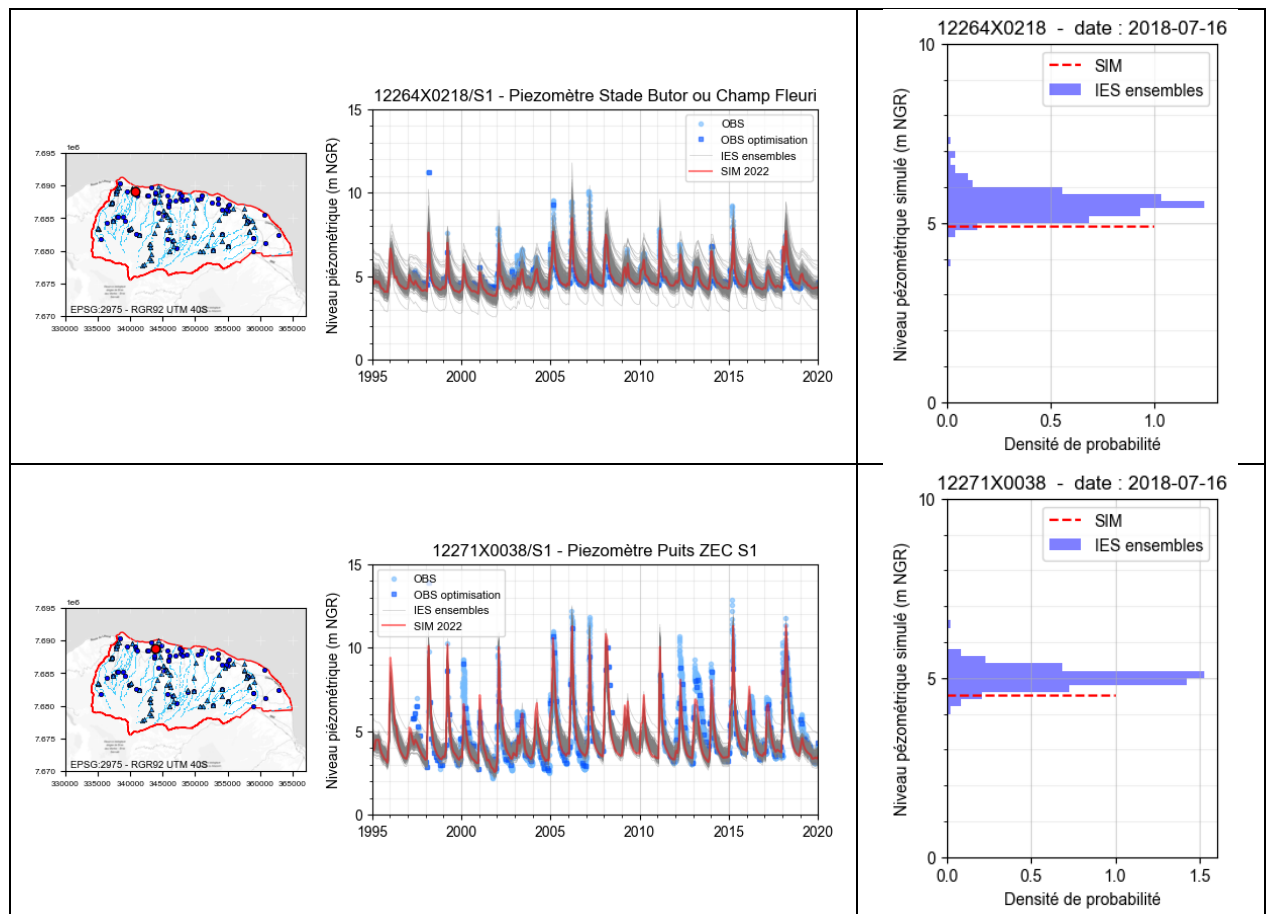 12264X0218/S1 - Piezomètre Stade Butor ou Champ Fleuri
Niveau piézométrique (m NGR)
15
10
5
0
1995
2000
2005
2010
2015
2020
OBS
OBS optimisation
IES ensembles
SIM 2022
1e6
7.695
7.690
7.685
7.680
7.675
7.670
EPSG:2975 - RGR92 UTM 40S
330000
335000
340000
345000
350000
355000
360000
365000
12264X0218 - date : 2018-07-16
Niveau pézométrique simulé (m NGR)
10
5
0
SIM
IES ensembles
0.0
0.5
1.0
Densité de probabilité
12271X0038/S1 - Piezomètre Puits ZEC S1
Niveau piézométrique (m NGR)
15
10
5
0
1995
2000
2005
2010
2015
2020
OBS
OBS optimisation
IES ensembles
SIM 2022
1e6
7.695
7.690
7.685
7.680
7.675
7.670
EPSG:2975 - RGR92 UTM 40S
330000
335000
340000
345000
350000
355000
360000
365000
12271X0038 - date : 2018-07-16
Niveau pézométrique simulé (m NGR)
10
5
0
SIM
IES ensembles
0.0
0.5
1.0
1.5
Densité de probabilité